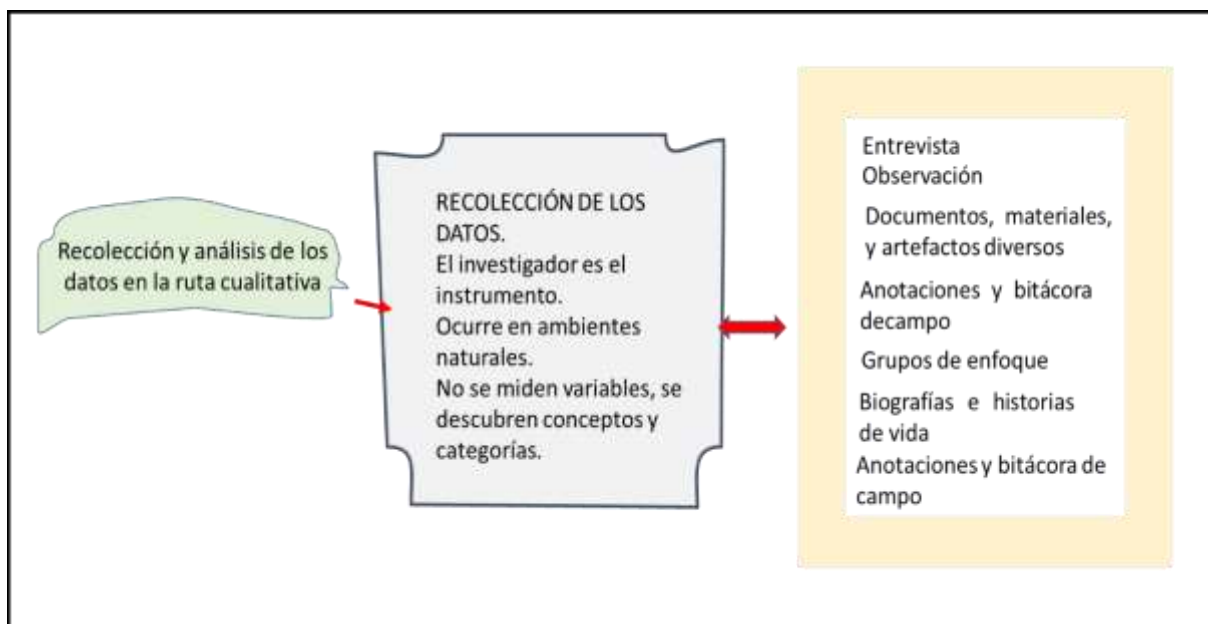 Recolección y análisis de los
datos en la ruta cualitativa
RECOLECCIÓN DE LOS
DATOS.
El investigador es el
instrumento.
Ocurre en ambientes
naturales.
No se miden variables, se
descubren conceptos y
categorías.
Entrevista
Observación
Documentos, materiales,
y artefactos diversos
Anotaciones y bitácora
decampo
Grupos de enfoque
Biografías e historias
de vida
Anotaciones y bitácora de
campo